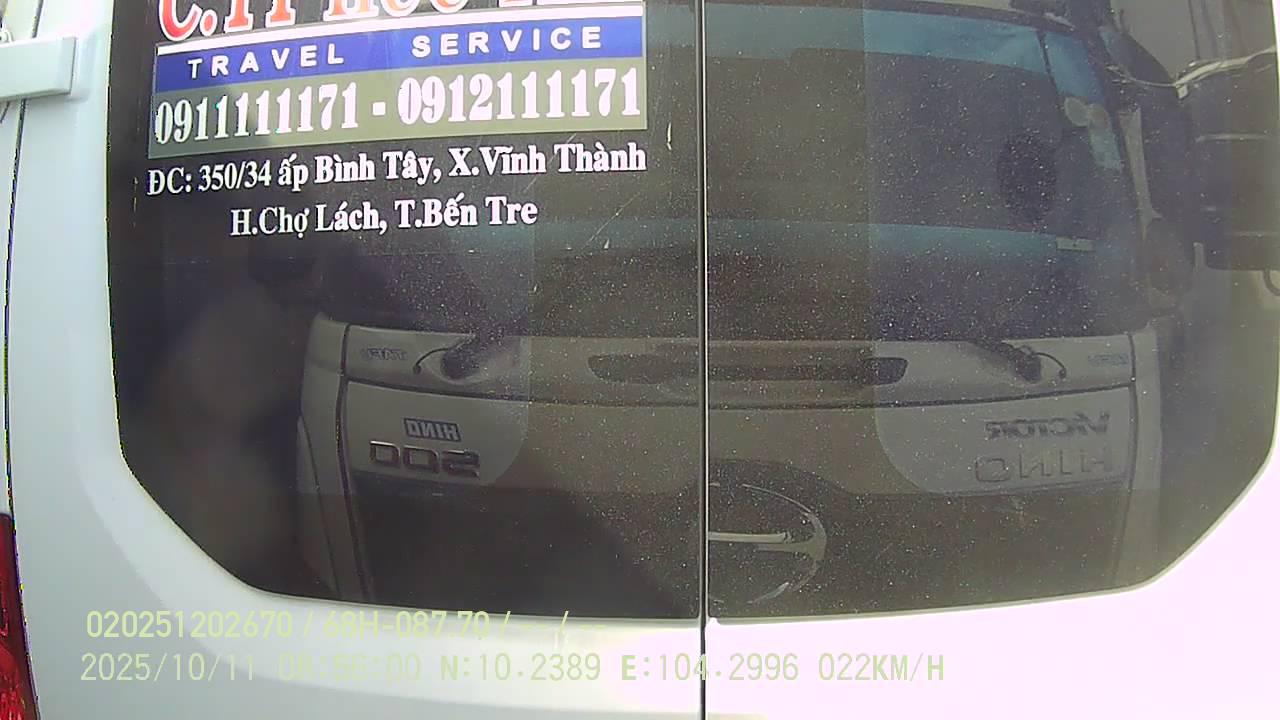 TRAVEL SERVICE
0911111171 - 0912111171
ĐC: 350/34 ấp Bình Tây, X.Vĩnh Thành
H.Chợ Lách, T.Bến Tre
HINO
500
VICTOR
HINO
020251202670 / 68H-087.70 / -- / --
2025/10/11 08:56:00 N:10.2389 E:104.2996 022KM/H